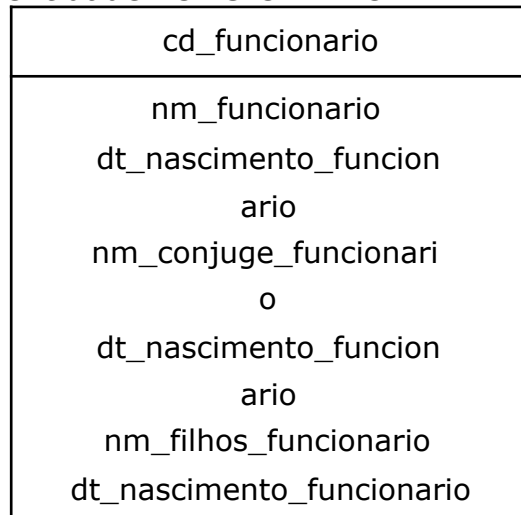 cd_funcionario
nm_funcionario
dt_nascimento_funcion
ario
nm_conjuge_funcionari
o
dt_nascimento_funcion
ario
nm_filhos_funcionario
dt_nascimento_funcionario